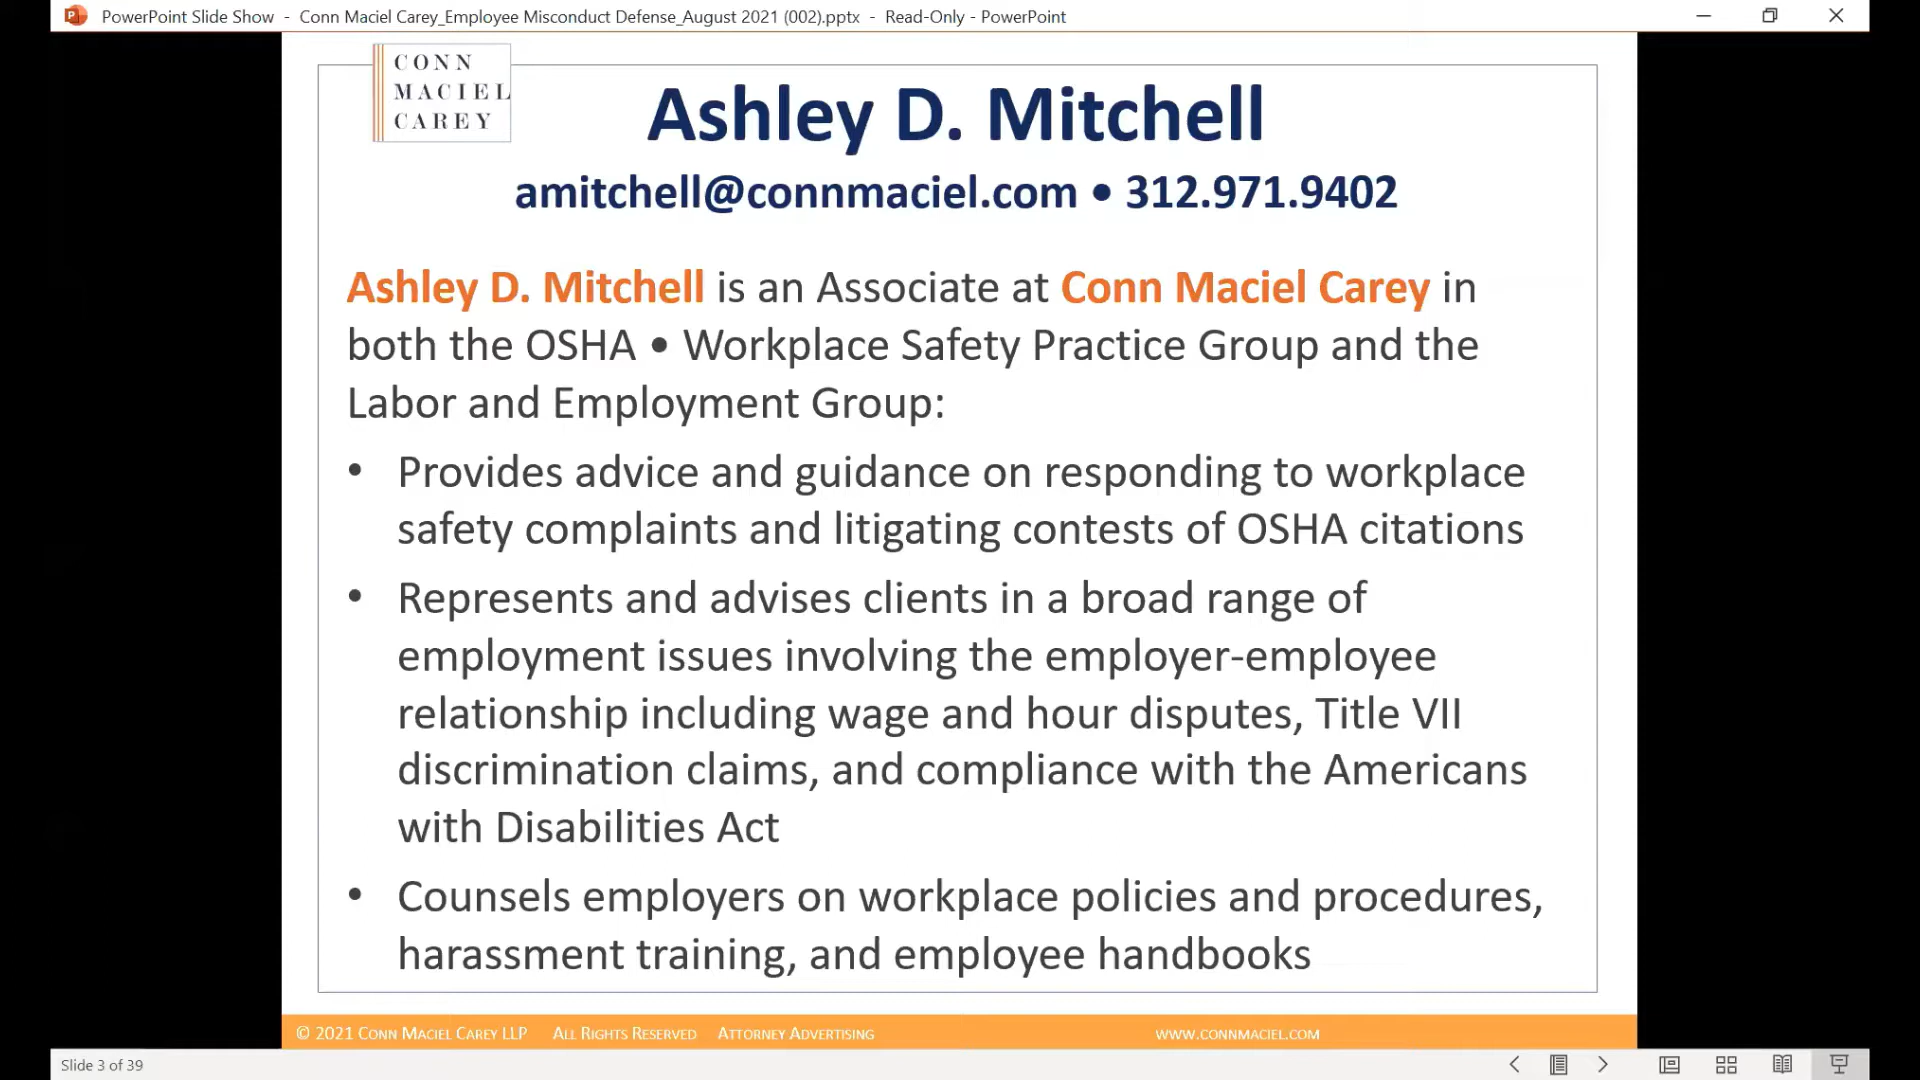 PowerPoint Slide Show - Conn Maciel Carey_Employee Misconduct Defense_August 2021 (002).pptx - Read-Only - PowerPoint
CONN
MACIEL
CAREY
Ashley D. Mitchell
amitchell@connmaciel.com • 312.971.9402
Ashley D. Mitchell is an Associate at Conn Maciel Carey in
both the OSHA • Workplace Safety Practice Group and the
Labor and Employment Group:
• Provides advice and guidance on responding to workplace
safety complaints and litigating contests of OSHA citations
• Represents and advises clients in a broad range of
employment issues involving the employer-employee
relationship including wage and hour disputes, Title VII
discrimination claims, and compliance with the Americans
with Disabilities Act
• Counsels employers on workplace policies and procedures,
harassment training, and employee handbooks
© 2021 Conn Maciel Carey LLP All Rights Reserved Attorney Advertising www.connmaciel.com
Slide 3 of 39